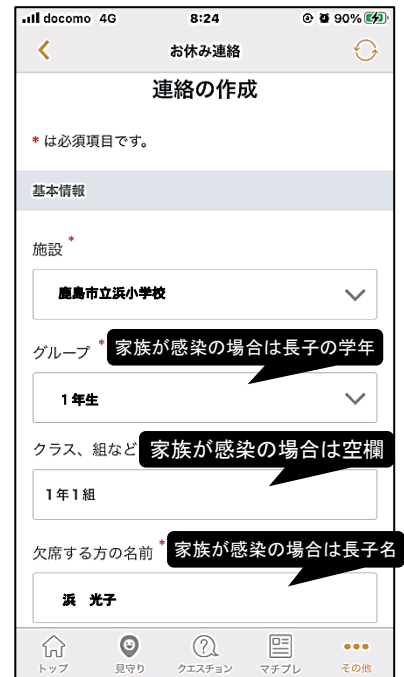 docomo 4G 8:24 90%
お休み連絡
連絡の作成
* は必須項目です。
基本情報
施設 *
鹿島市立浜小学校
グループ * 家族が感染の場合は長子の学年
1年生
クラス、組など 家族が感染の場合は空欄
1年1組
欠席する方の名前 * 家族が感染の場合は長子名
浜 光子
トップ 見守り クエスチョン マチプレ その他